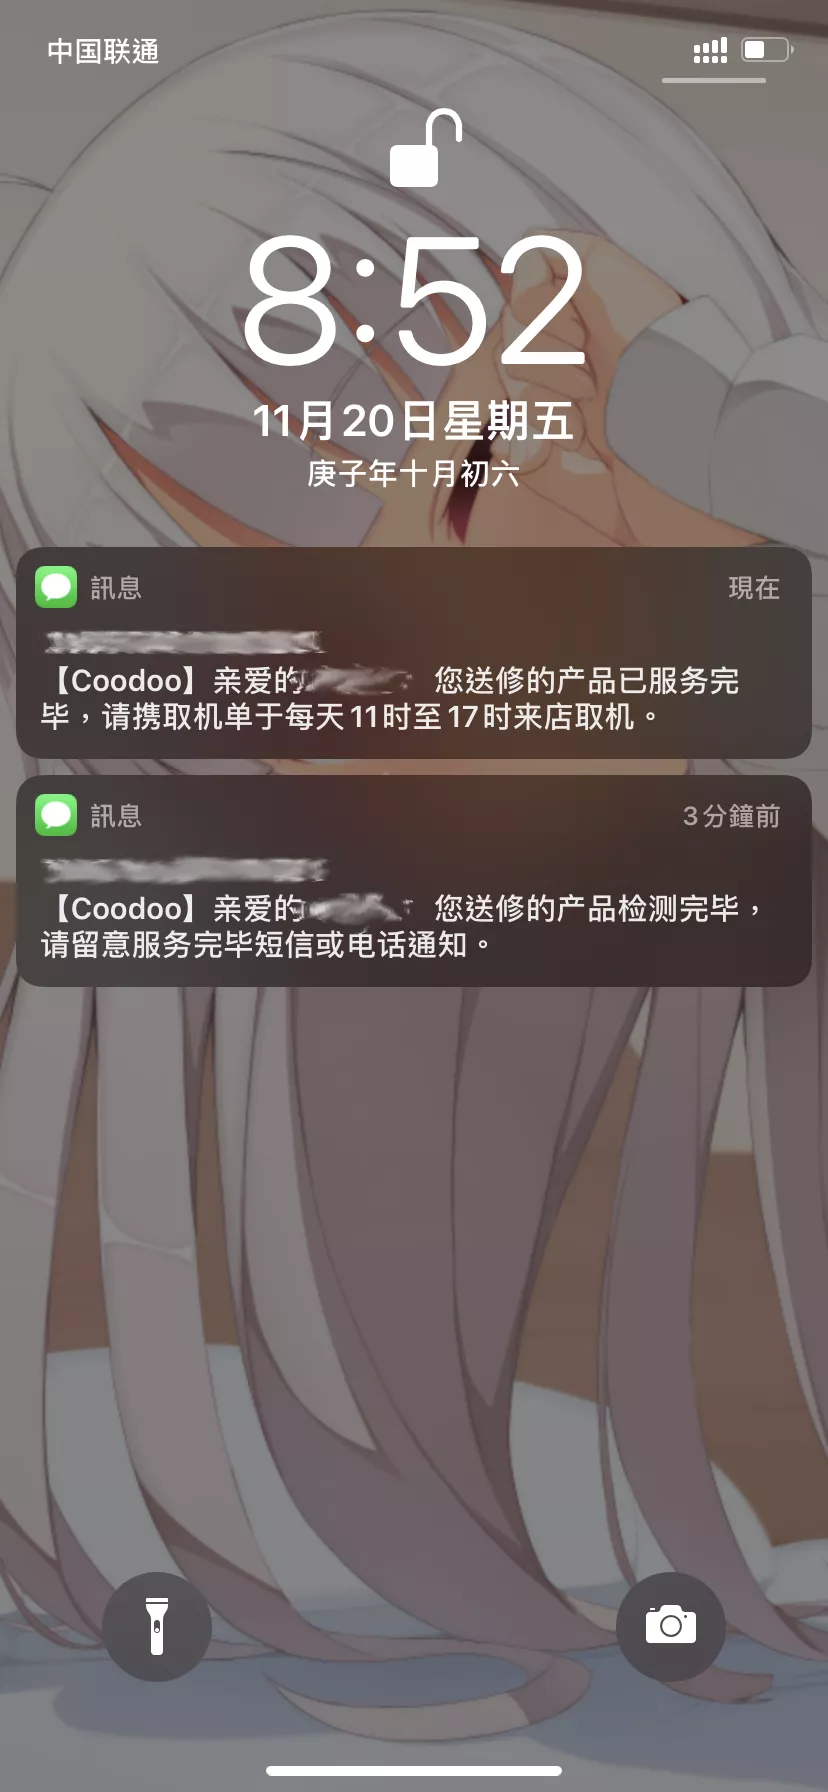 中国联通
8:52
11月20日星期五
庚子年十月初六
訊息
現在
【Coodoo】亲爱的 您送修的产品已服务完
毕，请携取机单于每天11时至17时来店取机。
訊息
3分鐘前
【Coodoo】亲爱的 您送修的产品检测完毕，
请留意服务完毕短信或电话通知。